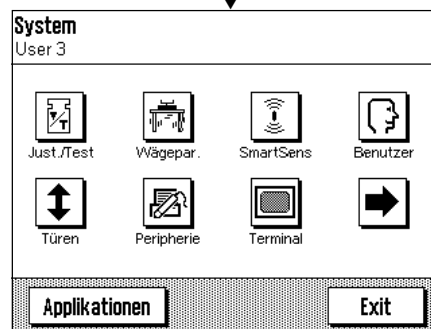 System
User 3
Just./Test Wägepar. SmartSens Benutzer
Türen Peripherie Terminal
Applikationen Exit